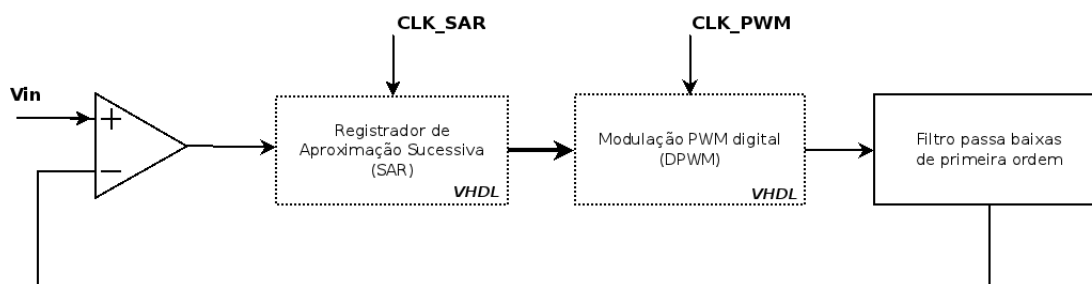 CLK_SAR
CLK_PWM
Vin
+
−
Registrador de
Aproximação Sucessiva
(SAR)
VHDL
Modulação PWM digital
(DPWM)
VHDL
Filtro passa baixas
de primeira ordem